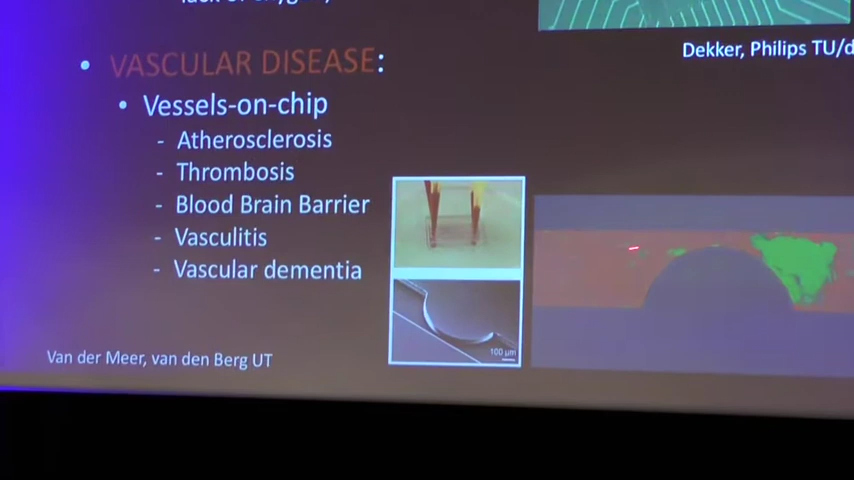 Dekker, Philips TU/d
• VASCULAR DISEASE:
• Vessels-on-chip
- Atherosclerosis
- Thrombosis
- Blood Brain Barrier
- Vasculitis
- Vascular dementia
100 µm
Van der Meer, van den Berg UT